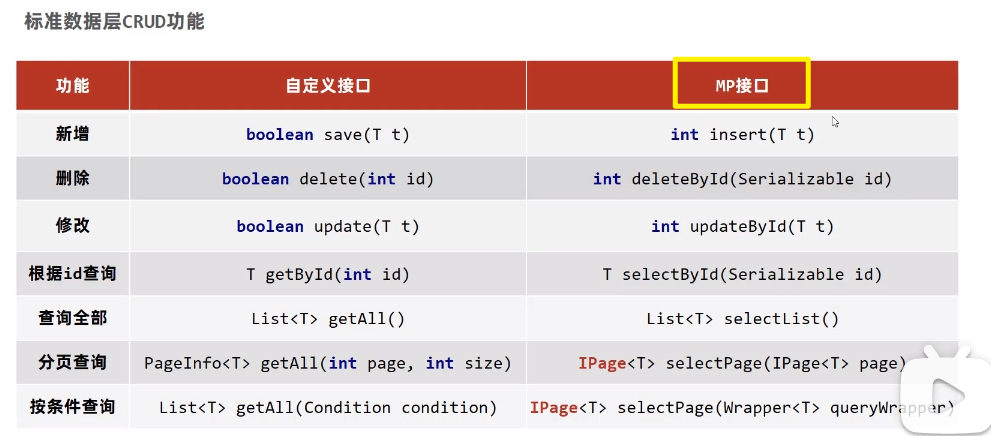 标准数据层CRUD功能
功能 自定义接口 MP接口
新增 boolean save(T t) int insert(T t)
删除 boolean delete(int id) int deleteById(Serializable id)
修改 boolean update(T t) int updateById(T t)
根据id查询 T getById(int id) T selectById(Serializable id)
查询全部 List<T> getAll() List<T> selectList()
分页查询 PageInfo<T> getAll(int page, int size) IPage<T> selectPage(IPage<T> page)
按条件查询 List<T> getAll(Condition condition) IPage<T> selectPage(Wrapper<T> queryWrapper)